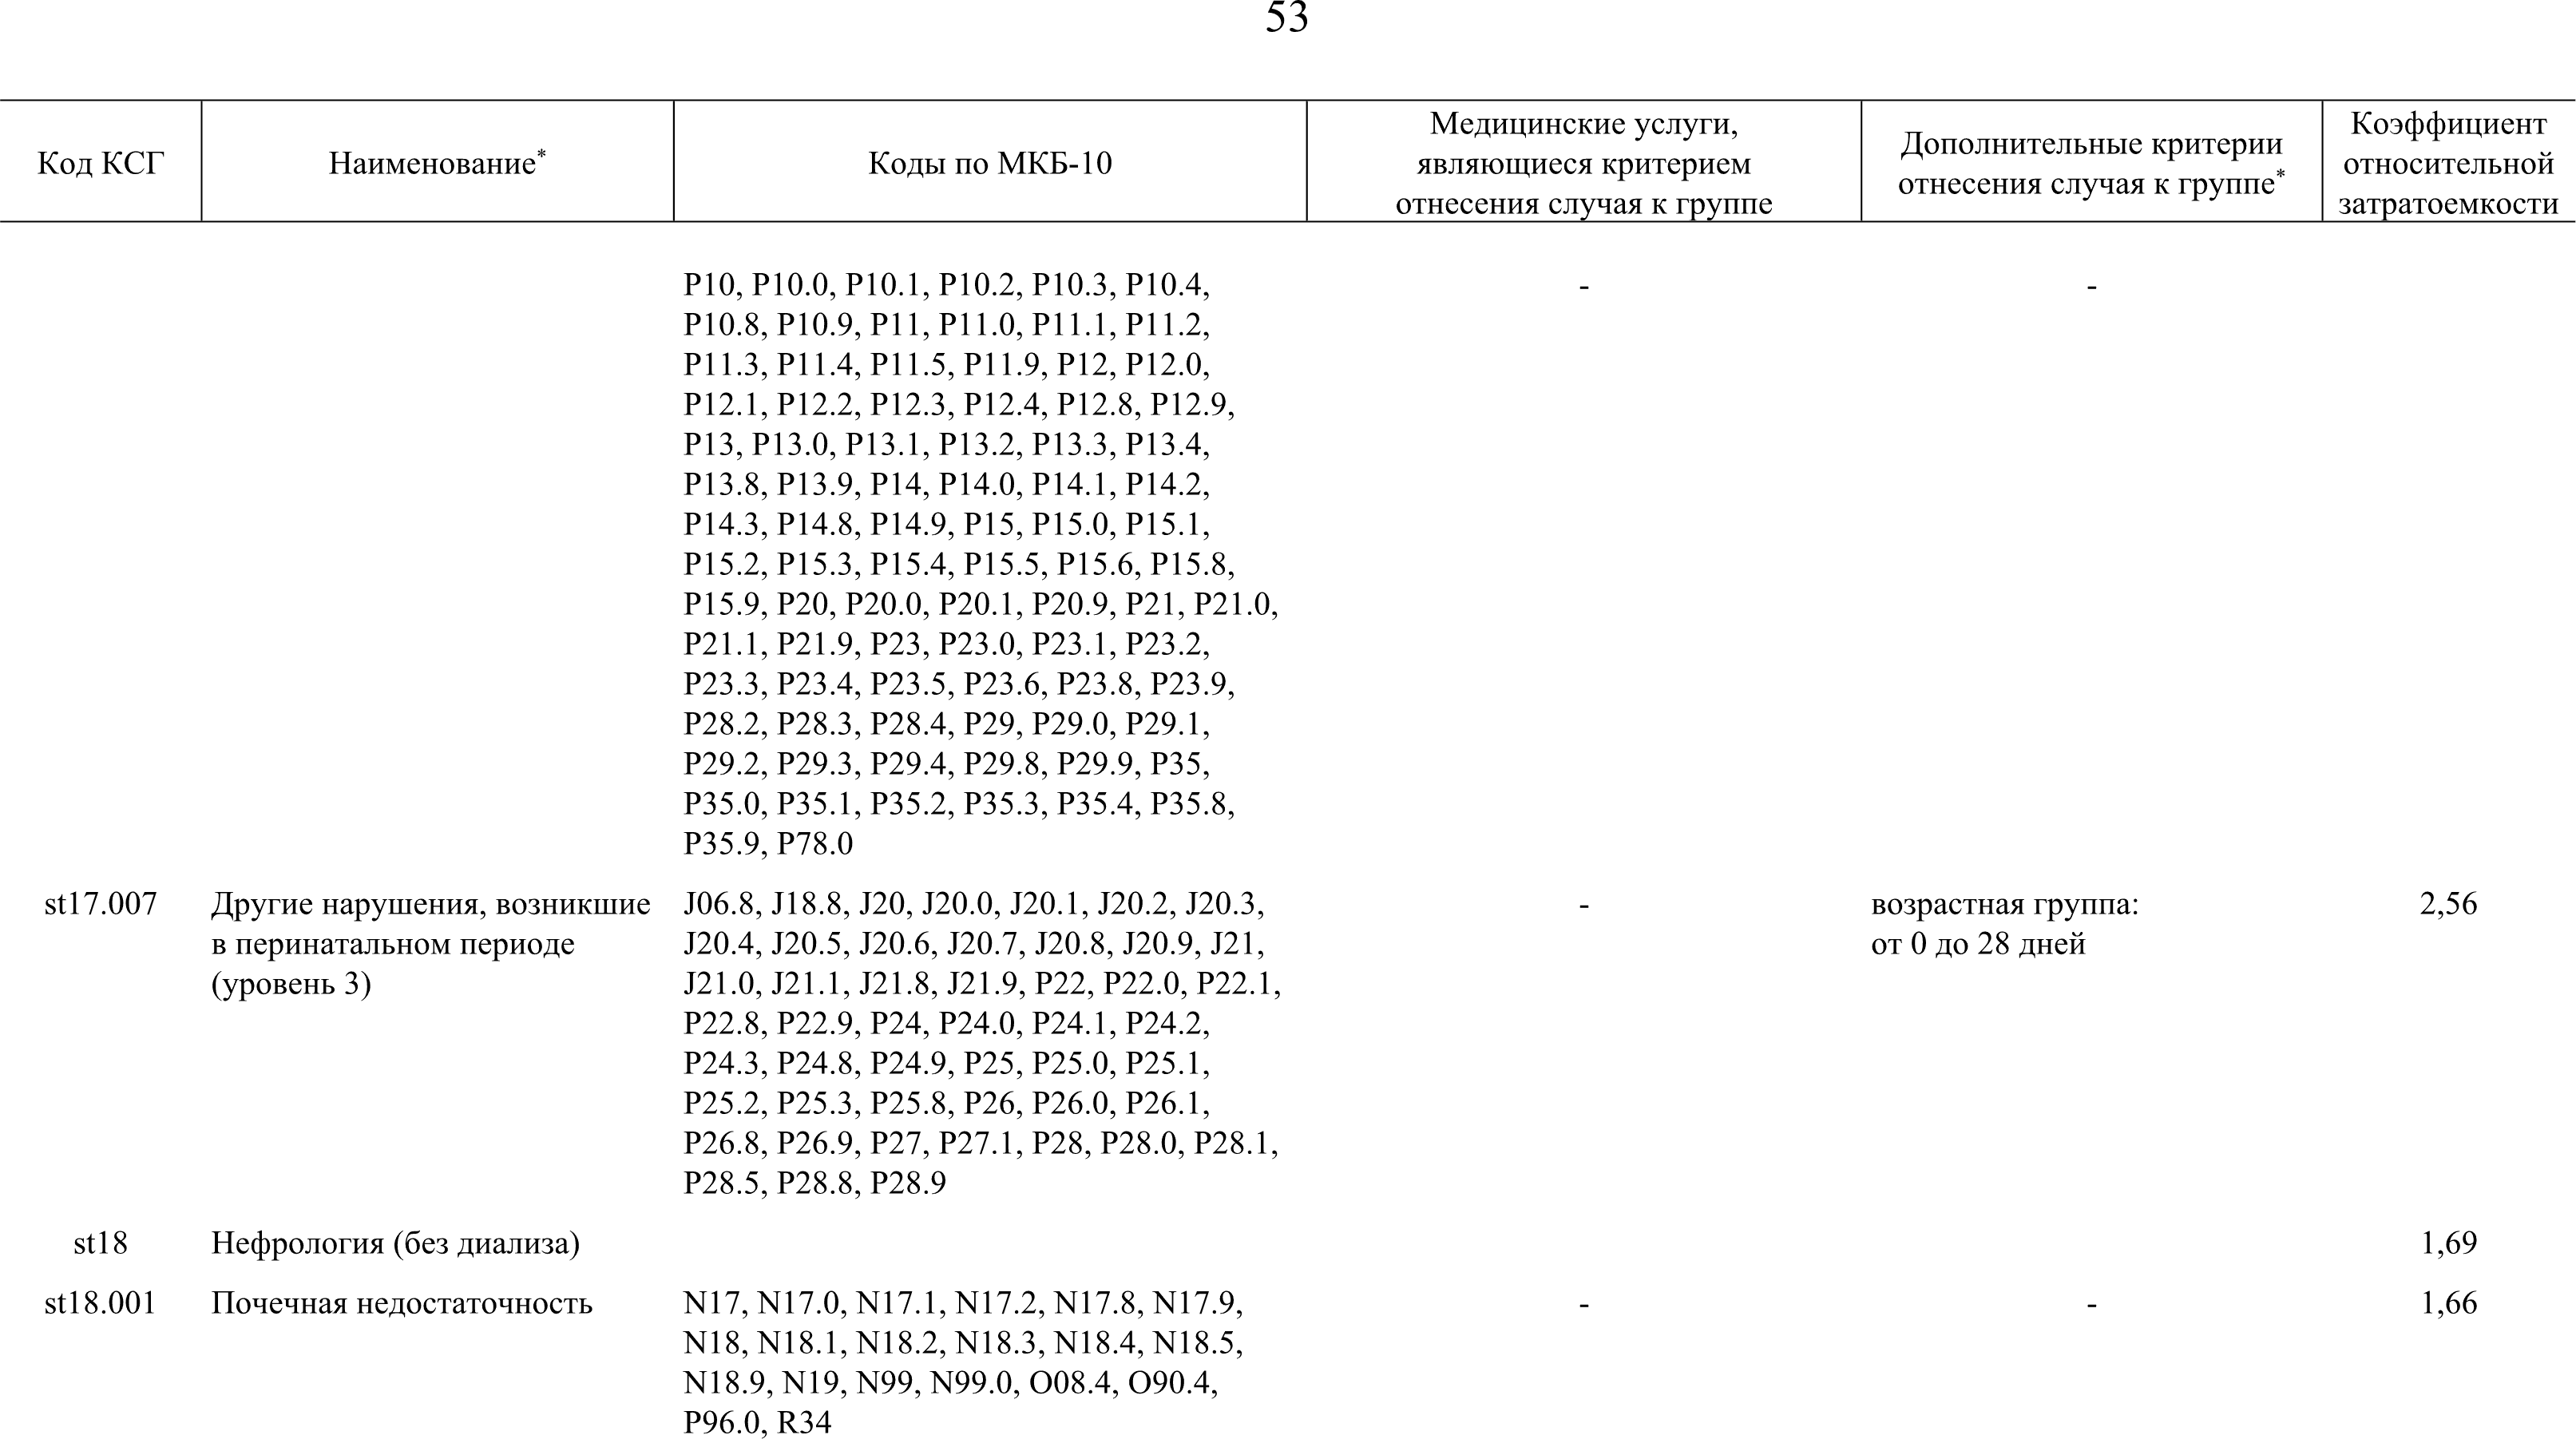 53
Код КСГ
Наименование*
Коды по МКБ-10
Медицинские услуги,
являющиеся критерием
отнесения случая к группе
Дополнительные критерии
отнесения случая к группе*
Коэффициент
относительной
затратоемкости
P10, P10.0, P10.1, P10.2, P10.3, P10.4, - -
P10.8, P10.9, P11, P11.0, P11.1, P11.2,
P11.3, P11.4, P11.5, P11.9, P12, P12.0,
P12.1, P12.2, P12.3, P12.4, P12.8, P12.9,
P13, P13.0, P13.1, P13.2, P13.3, P13.4,
P13.8, P13.9, P14, P14.0, P14.1, P14.2,
P14.3, P14.8, P14.9, P15, P15.0, P15.1,
P15.2, P15.3, P15.4, P15.5, P15.6, P15.8,
P15.9, P20, P20.0, P20.1, P20.9, P21, P21.0,
P21.1, P21.9, P23, P23.0, P23.1, P23.2,
P23.3, P23.4, P23.5, P23.6, P23.8, P23.9,
P28.2, P28.3, P28.4, P29, P29.0, P29.1,
P29.2, P29.3, P29.4, P29.8, P29.9, P35,
P35.0, P35.1, P35.2, P35.3, P35.4, P35.8,
P35.9, P78.0
st17.007
Другие нарушения, возникшие
в перинатальном периоде
(уровень 3)
J06.8, J18.8, J20, J20.0, J20.1, J20.2, J20.3,
J20.4, J20.5, J20.6, J20.7, J20.8, J20.9, J21,
J21.0, J21.1, J21.8, J21.9, P22, P22.0, P22.1,
P22.8, P22.9, P24, P24.0, P24.1, P24.2,
P24.3, P24.8, P24.9, P25, P25.0, P25.1,
P25.2, P25.3, P25.8, P26, P26.0, P26.1,
P26.8, P26.9, P27, P27.1, P28, P28.0, P28.1,
P28.5, P28.8, P28.9
-
возрастная группа:
от 0 до 28 дней
2,56
st18 Нефрология (без диализа) 1,69
st18.001
Почечная недостаточность
N17, N17.0, N17.1, N17.2, N17.8, N17.9,
N18, N18.1, N18.2, N18.3, N18.4, N18.5,
N18.9, N19, N99, N99.0, O08.4, O90.4,
P96.0, R34
-
-
1,66